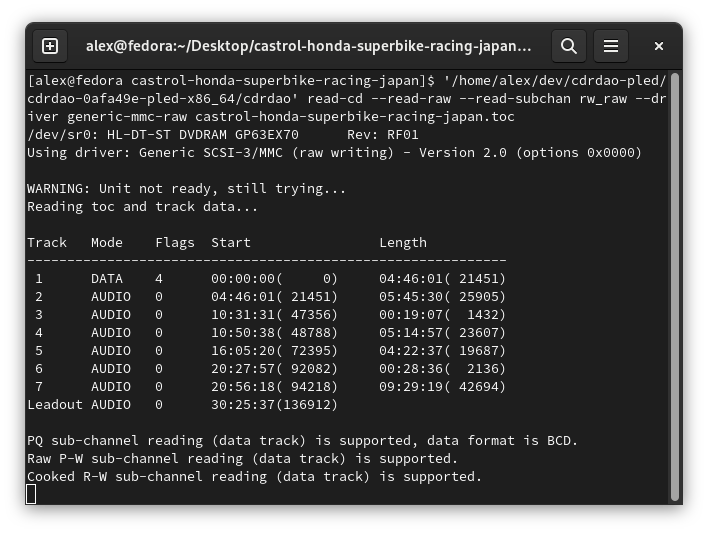 alex@fedora:~/Desktop/castrol-honda-superbike-racing-japan...
[alex@fedora castrol-honda-superbike-racing-japan]$ '/home/alex/dev/cdrdao-pled/
cdrdao-0afa49e-pled-x86_64/cdrdao' read-cd --read-raw --read-subchan rw_raw --dr
iver generic-mmc-raw castrol-honda-superbike-racing-japan.toc
/dev/sr0: HL-DT-ST DVDRAM GP63EX70      Rev: RF01
Using driver: Generic SCSI-3/MMC (raw writing) - Version 2.0 (options 0x0000)
WARNING: Unit not ready, still trying...
Reading toc and track data...
Track   Mode    Flags  Start                Length
------------------------------------------------------------
 1      DATA    4      00:00:00(     0)     04:46:01( 21451)
 2      AUDIO   0      04:46:01( 21451)     05:45:30( 25905)
 3      AUDIO   0      10:31:31( 47356)     00:19:07(  1432)
 4      AUDIO   0      10:50:38( 48788)     05:14:57( 23607)
 5      AUDIO   0      16:05:20( 72395)     04:22:37( 19687)
 6      AUDIO   0      20:27:57( 92082)     00:28:36(  2136)
 7      AUDIO   0      20:56:18( 94218)     09:29:19( 42694)
Leadout AUDIO   0      30:25:37(136912)
PQ sub-channel reading (data track) is supported, data format is BCD.
Raw P-W sub-channel reading (data track) is supported.
Cooked R-W sub-channel reading (data track) is supported.